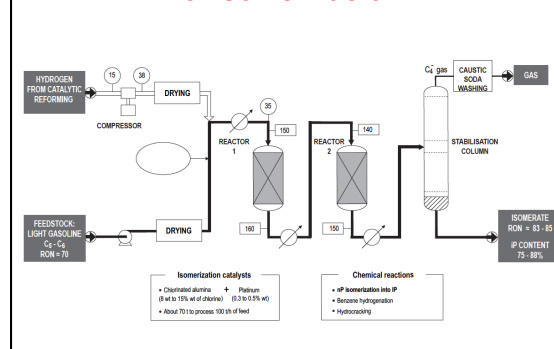 C₄⁻ gas
CAUSTIC
SODA
WASHING
GAS
HYDROGEN
FROM CATALYTIC
REFORMING
15
38
DRYING
COMPRESSOR
35
150
140
REACTOR
1
REACTOR
2
STABILISATION
COLUMN
FEEDSTOCK:
LIGHT GASOLINE
C₅ - C₆
RON ≈ 70
DRYING
160
150
ISOMERATE
RON ≈ 83 - 85
iP CONTENT
75 - 88%
Isomerization catalysts
• Chlorinated alumina + Platinum
(8 wt to 15% wt of chlorine) (0.3 to 0.5% wt)
• About 70 t to process 100 t/h of feed
Chemical reactions
• nP isomerization into IP
• Benzene hydrogenation
• Hydrocracking